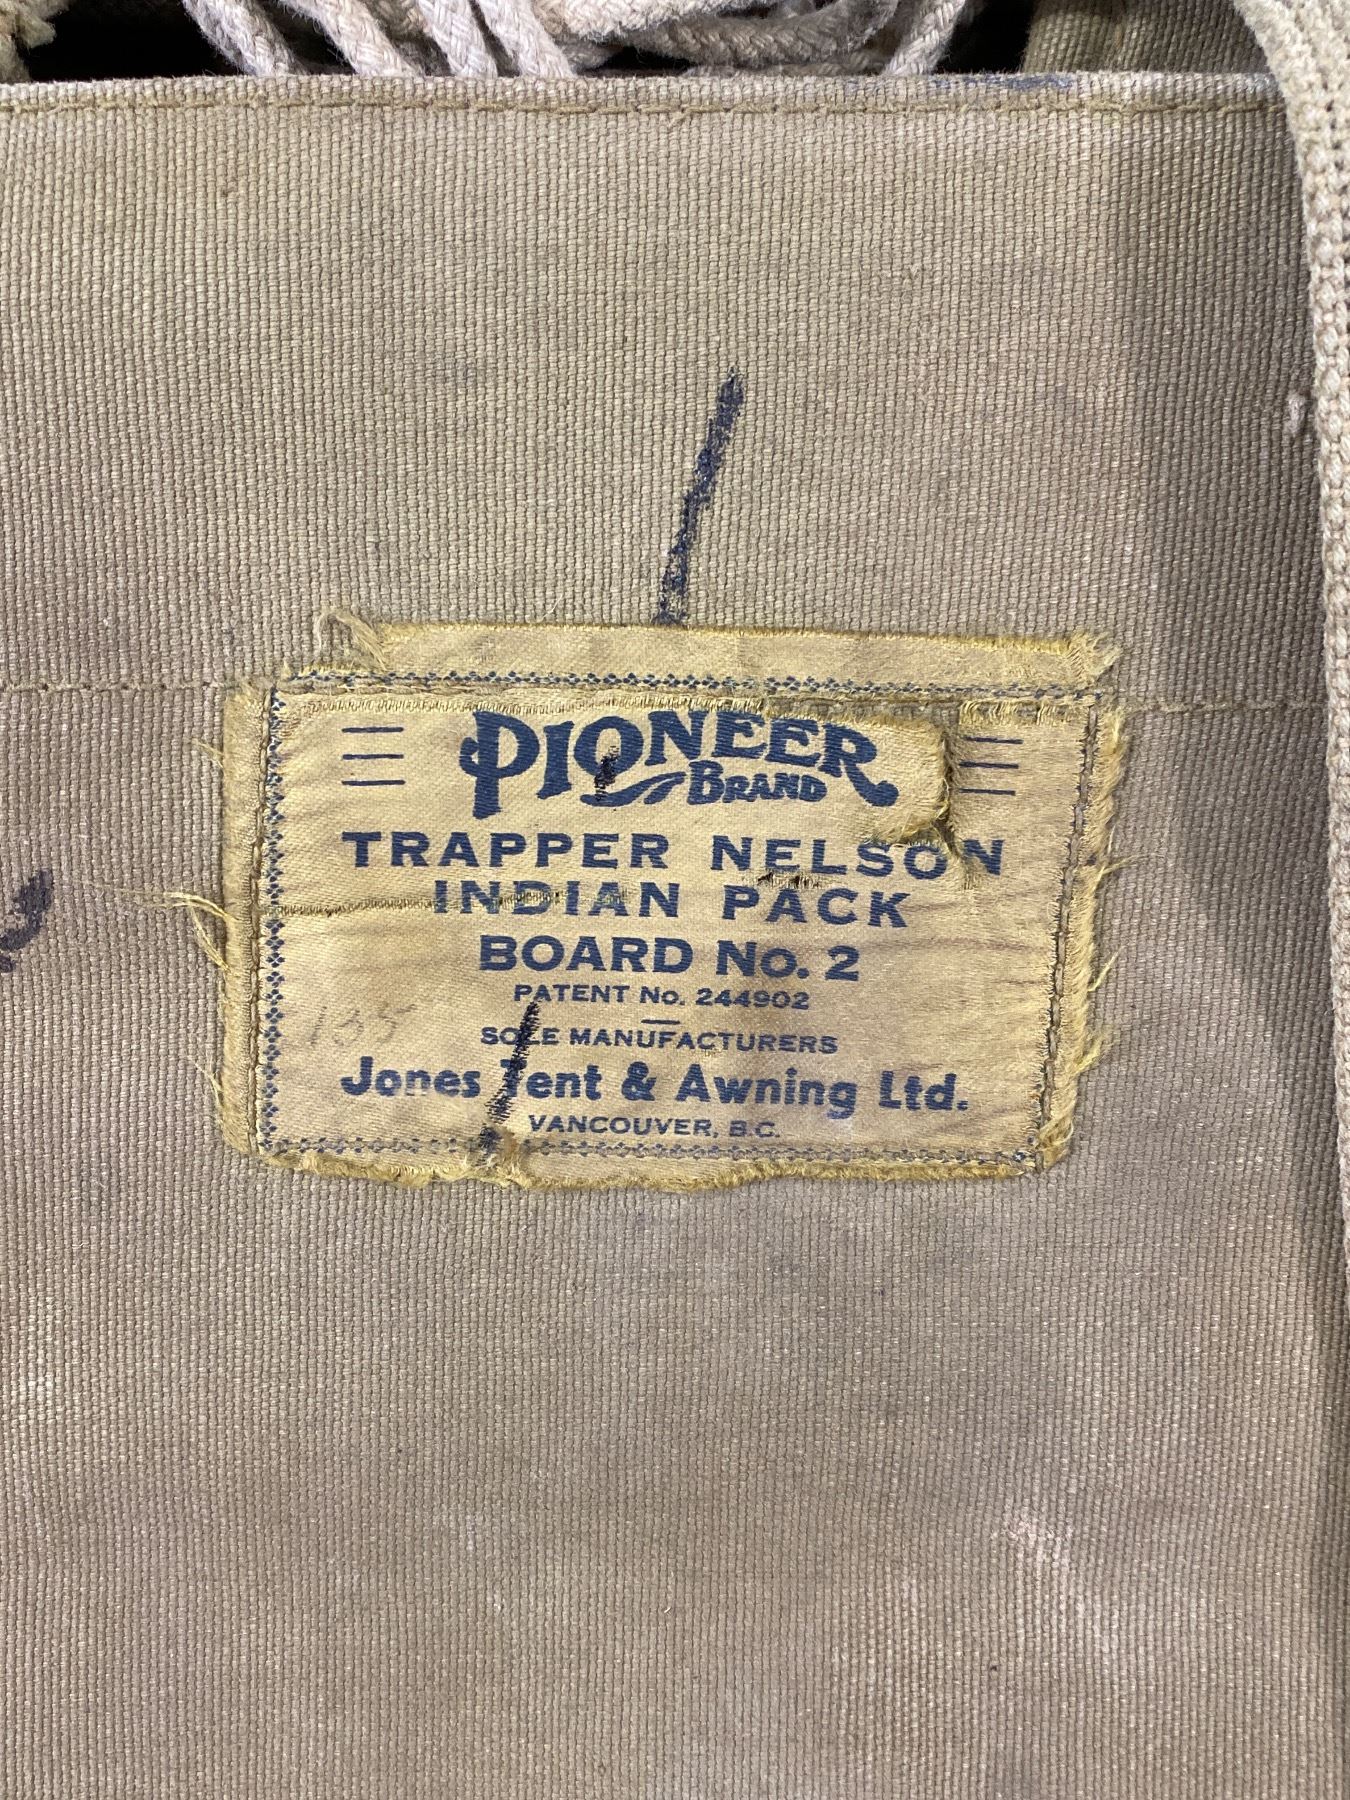 PIONEER
BRAND
TRAPPER NELSON
INDIAN PACK
BOARD No. 2
PATENT No. 244902
SOLE MANUFACTURERS
Jones Tent & Awning Ltd.
VANCOUVER, B.C.